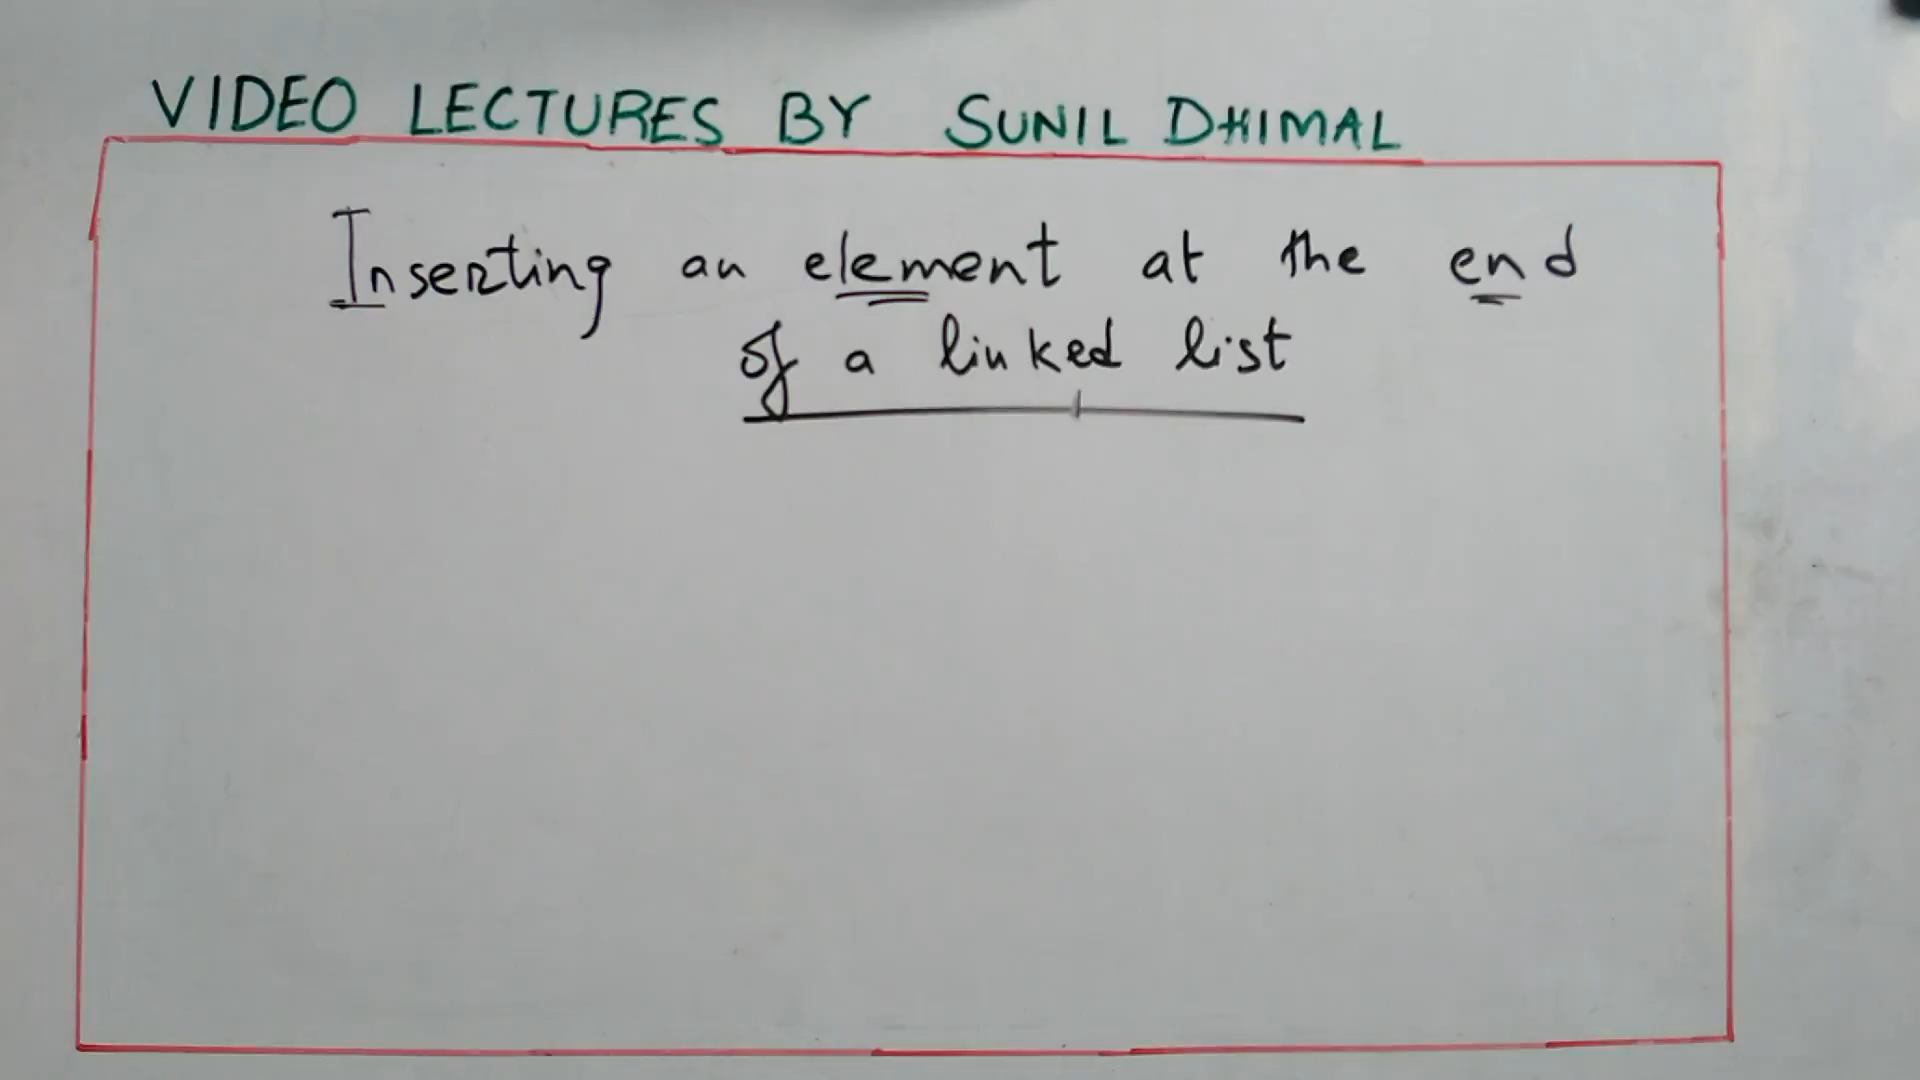 VIDEO LECTURES BY SUNIL DHIMAL
Inserting an element at the end
of a linked list